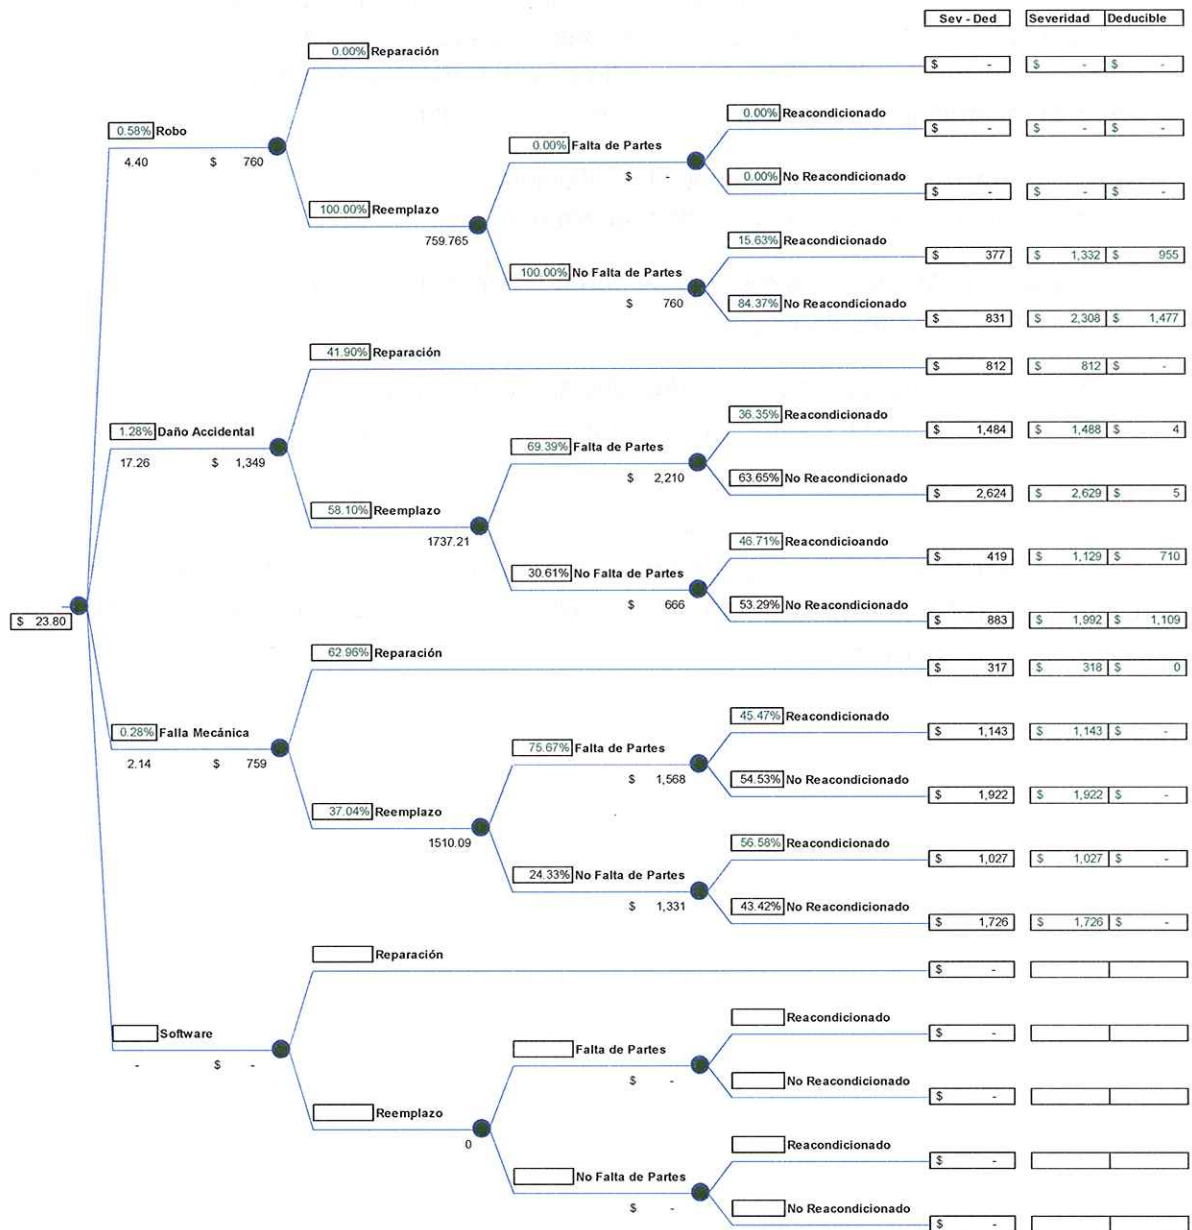 Sev - Ded Severidad Deducible
0.00% Reparación
$ - $ - $ -
0.58% Robo
4.40 $ 760
0.00% Reacondicionado
$ - $ - $ -
0.00% Falta de Partes
$ -
0.00% No Reacondicionado
$ - $ - $ -
100.00% Reemplazo
759.765
15.63% Reacondicionado
$ 377 $ 1,332 $ 955
100.00% No Falta de Partes
$ 760
84.37% No Reacondicionado
$ 831 $ 2,308 $ 1,477
41.90% Reparación
$ 812 $ 812 $ -
1.28% Daño Accidental
17.26 $ 1,349
36.35% Reacondicionado
$ 1,484 $ 1,488 $ 4
69.39% Falta de Partes
$ 2,210
63.65% No Reacondicionado
$ 2,624 $ 2,629 $ 5
58.10% Reemplazo
1737.21
46.71% Reacondicioando
$ 419 $ 1,129 $ 710
30.61% No Falta de Partes
$ 666
53.29% No Reacondicionado
$ 883 $ 1,992 $ 1,109
$ 23.80
62.96% Reparación
$ 317 $ 318 $ 0
0.28% Falla Mecánica
2.14 $ 759
45.47% Reacondicionado
$ 1,143 $ 1,143 $ -
75.67% Falta de Partes
$ 1,568
54.53% No Reacondicionado
$ 1,922 $ 1,922 $ -
37.04% Reemplazo
1510.09
56.58% Reacondicionado
$ 1,027 $ 1,027 $ -
24.33% No Falta de Partes
$ 1,331
43.42% No Reacondicionado
$ 1,726 $ 1,726 $ -
Reparación
$ -
Software
- $ -
Reacondicionado
$ -
Falta de Partes
$ -
No Reacondicionado
$ -
Reemplazo
0
Reacondicionado
$ -
No Falta de Partes
$ -
No Reacondicionado
$ -